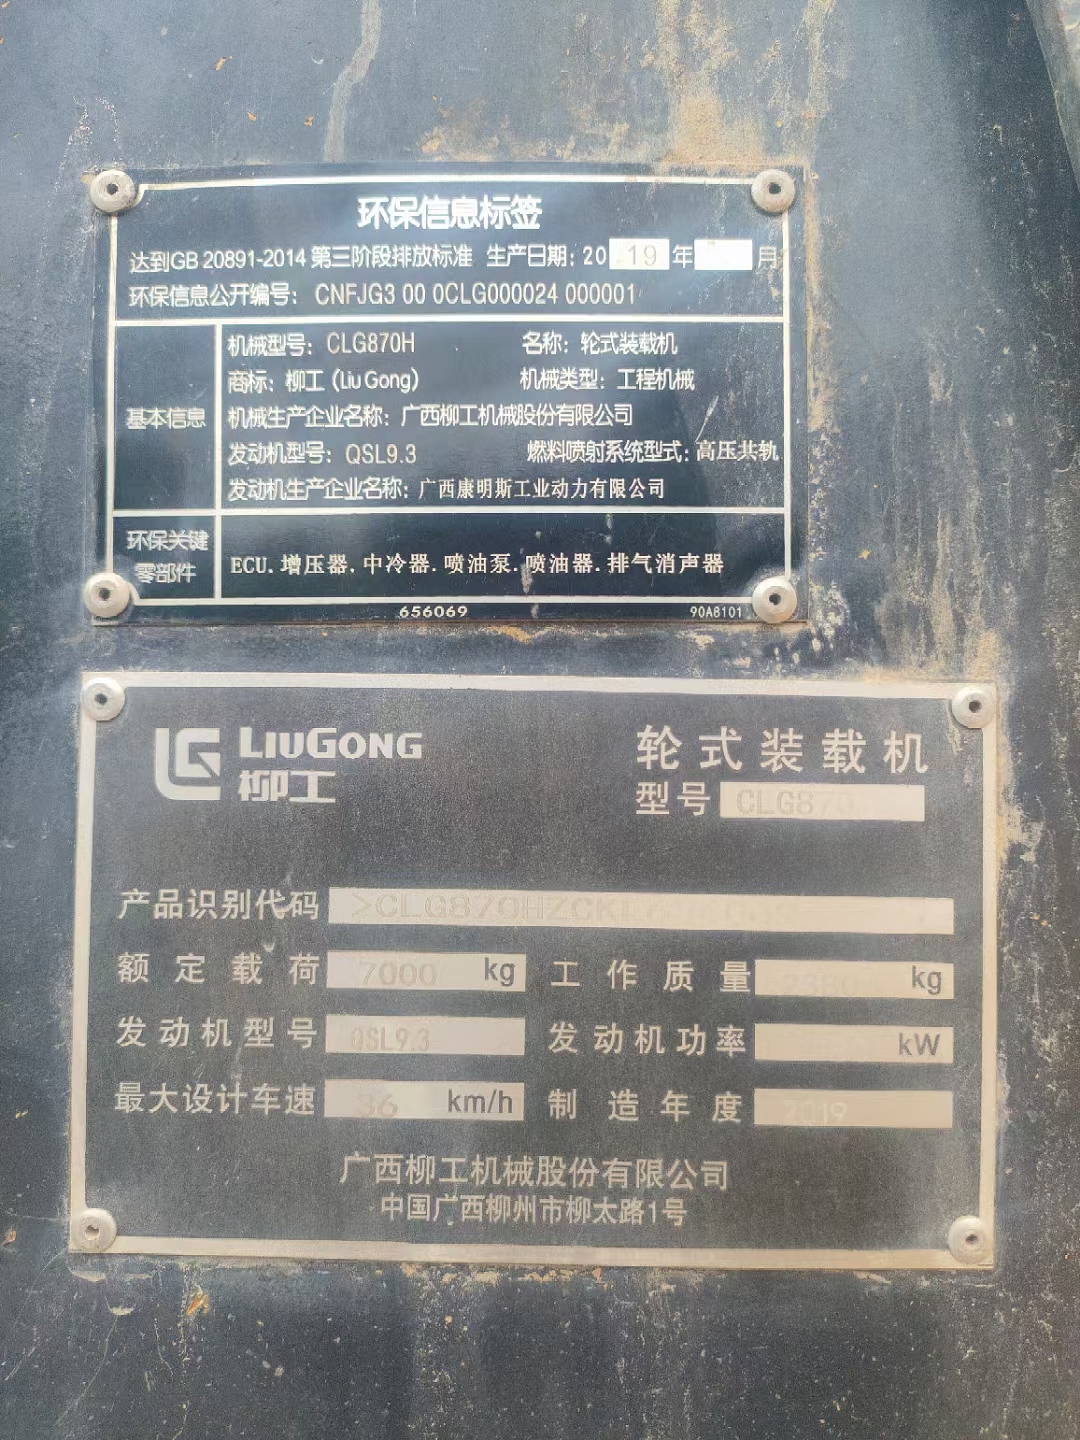 环保信息标签
达到GB 20891-2014 第三阶段排放标准 生产日期: 2019年 月
环保信息公开编号: CNFJG3 00 0CLG000024 000001
基本信息
机械型号: CLG870H 名称: 轮式装载机
商标: 柳工 (Liu Gong) 机械类型: 工程机械
机械生产企业名称: 广西柳工机械股份有限公司
发动机型号: QSL9.3 燃料喷射系统型式: 高压共轨
发动机生产企业名称: 广西康明斯工业动力有限公司
环保关键零部件
ECU. 增压器. 中冷器. 喷油泵. 喷油器. 排气消声器
656069 90A8101
LIUGONG
柳工
轮式装载机
型号 CLG870
产品识别代码
额定载荷 7000 kg 工作质量 kg
发动机型号 QSL9.3 发动机功率 kW
最大设计车速 36 km/h 制造年度 2019
广西柳工机械股份有限公司
中国广西柳州市柳太路1号